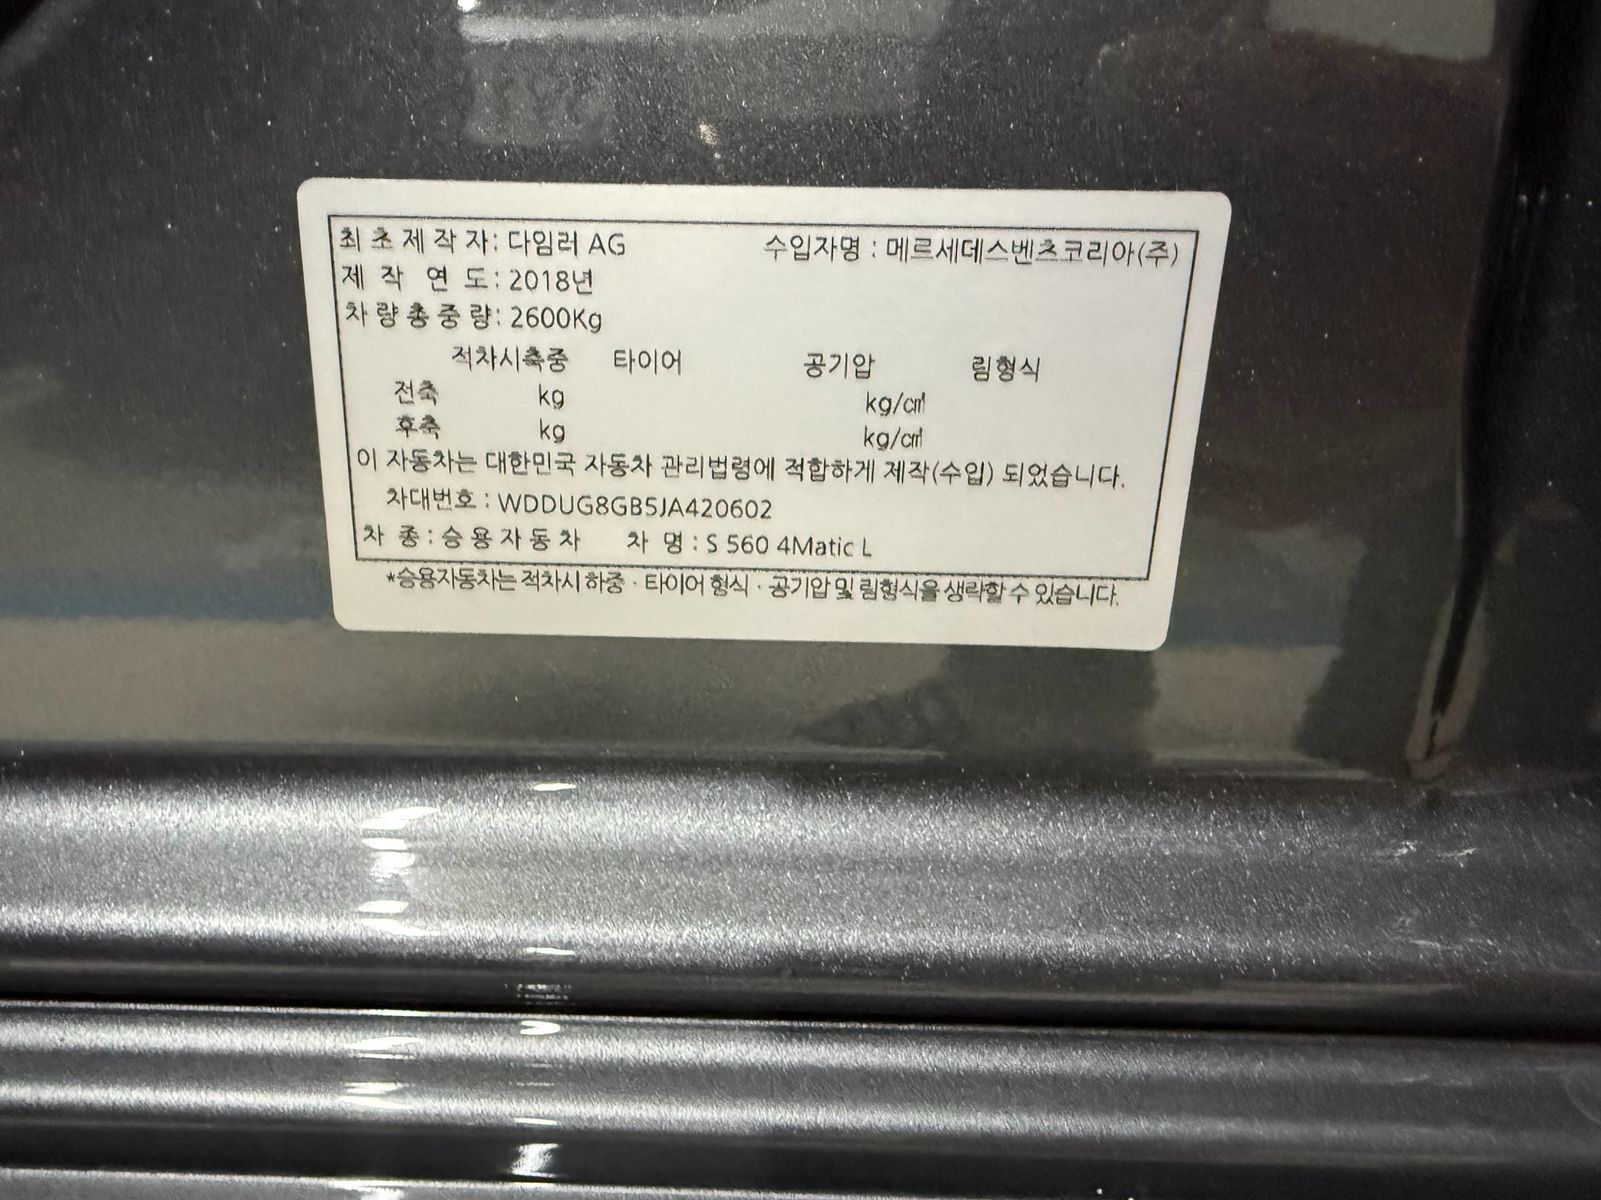 최 초 제 작 자: 다임러 AG 수입자명 : 메르세데스벤츠코리아(주)
제 작 연 도: 2018년
차 량 총 중 량: 2600Kg
적차시축중 타이어 공기압 림형식
전축 kg kg/㎠
후축 kg kg/㎠
이 자동차는 대한민국 자동차 관리법령에 적합하게 제작(수입) 되었습니다.
차대번호 : WDDUG8GB5JA420602
차 종 : 승 용 자 동 차 차 명 : S 560 4Matic L
*승용자동차는 적차시 하중 · 타이어 형식 · 공기압 및 림형식을 생략할 수 있습니다.